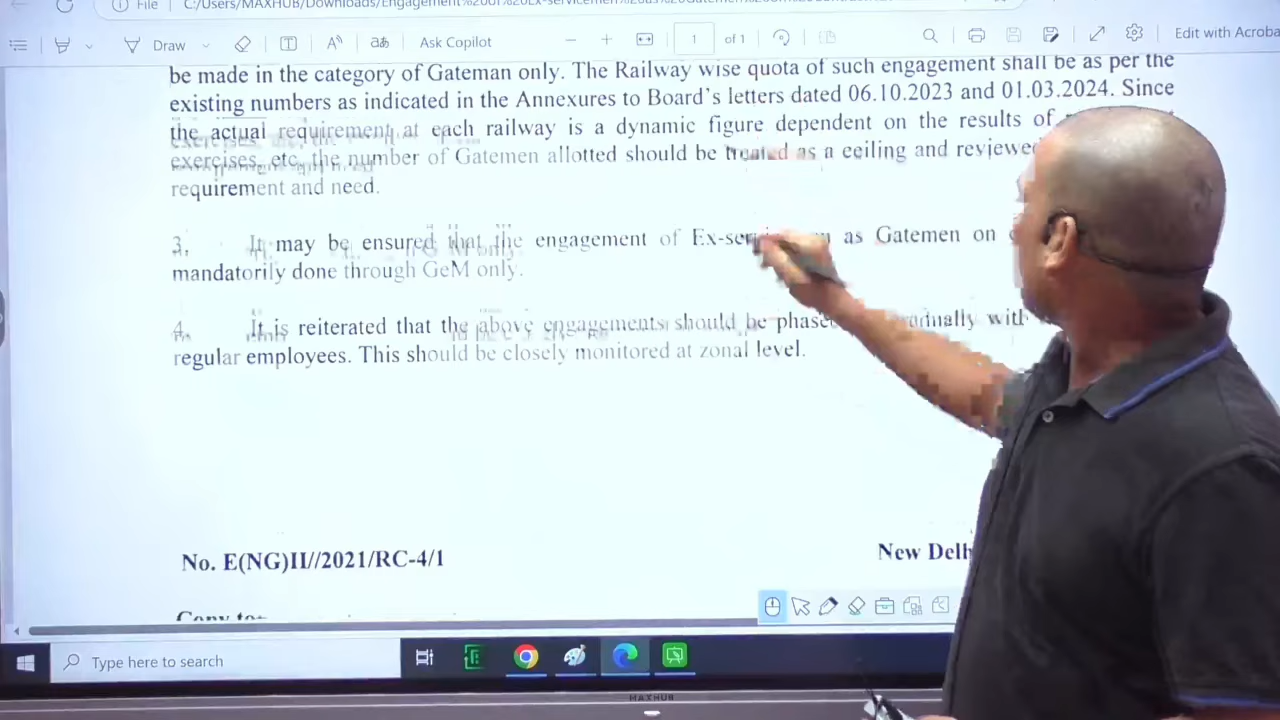 File C:/Users/MAXHUB/Downloads/Engagement
Draw Ask Copilot 1 of 1 Edit with Acroba
be made in the category of Gateman only. The Railway wise quota of such engagement shall be as per the
existing numbers as indicated in the Annexures to Board's letters dated 06.10.2023 and 01.03.2024. Since
the actual requirement at each railway is a dynamic figure dependent on the results of
exercises, etc, the number of Gatemen allotted should be treated as a ceiling and reviewed
requirement and need.
3. It may be ensured that the engagement of Ex-ser as Gatemen on
mandatorily done through GeM only.
4. It is reiterated that the above engagements should be phased with
regular employees. This should be closely monitored at zonal level.
No. E(NG)II//2021/RC-4/1 New Delh
Copy to-
Type here to search
MAXHUB